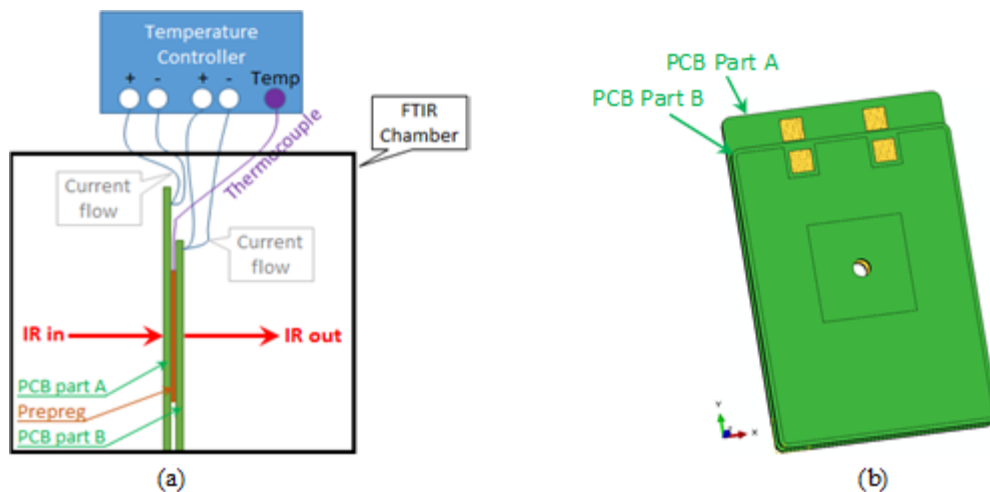 Temperature
Controller
+ - + - Temp
FTIR
Chamber
Thermocouple
Current
flow
Current
flow
IR in
IR out
PCB part A
Prepreg
PCB part B
(a)
PCB Part A
PCB Part B
Y
Z
X
(b)